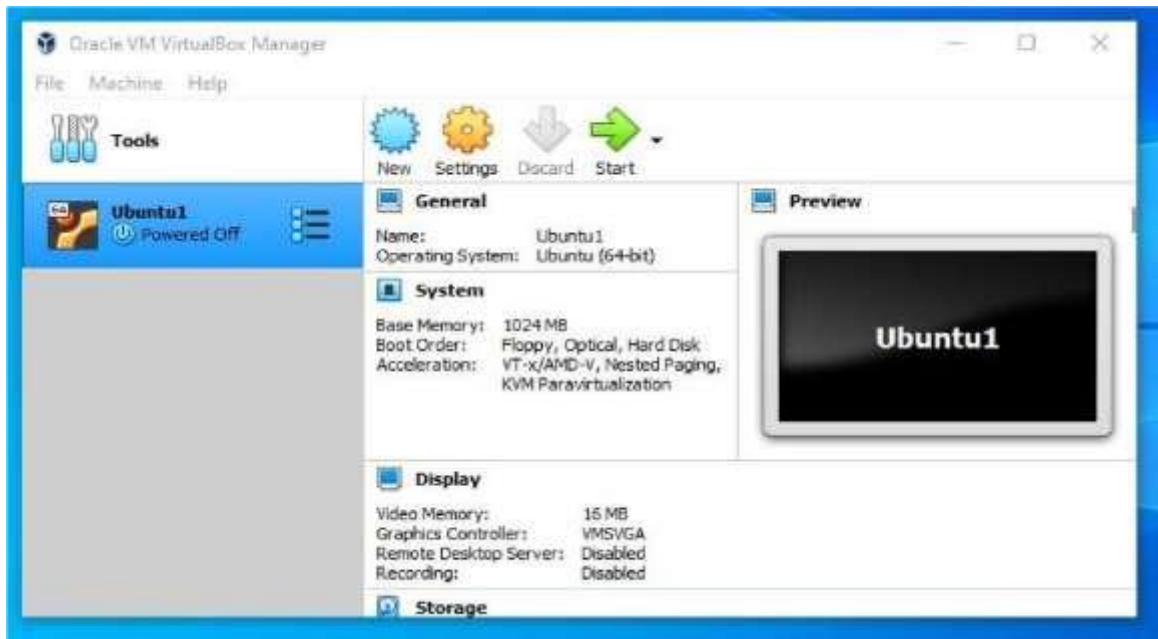 Oracle VM VirtualBox Manager
File Machine Help
Tools
New Settings Discard Start
64
Ubuntu1
Powered Off
General
Name: Ubuntu1
Operating System: Ubuntu (64-bit)
System
Base Memory: 1024 MB
Boot Order: Floppy, Optical, Hard Disk
Acceleration: VT-x/AMD-V, Nested Paging,
KVM Paravirtualization
Preview
Ubuntu1
Display
Video Memory: 16 MB
Graphics Controller: VMSVGA
Remote Desktop Server: Disabled
Recording: Disabled
Storage